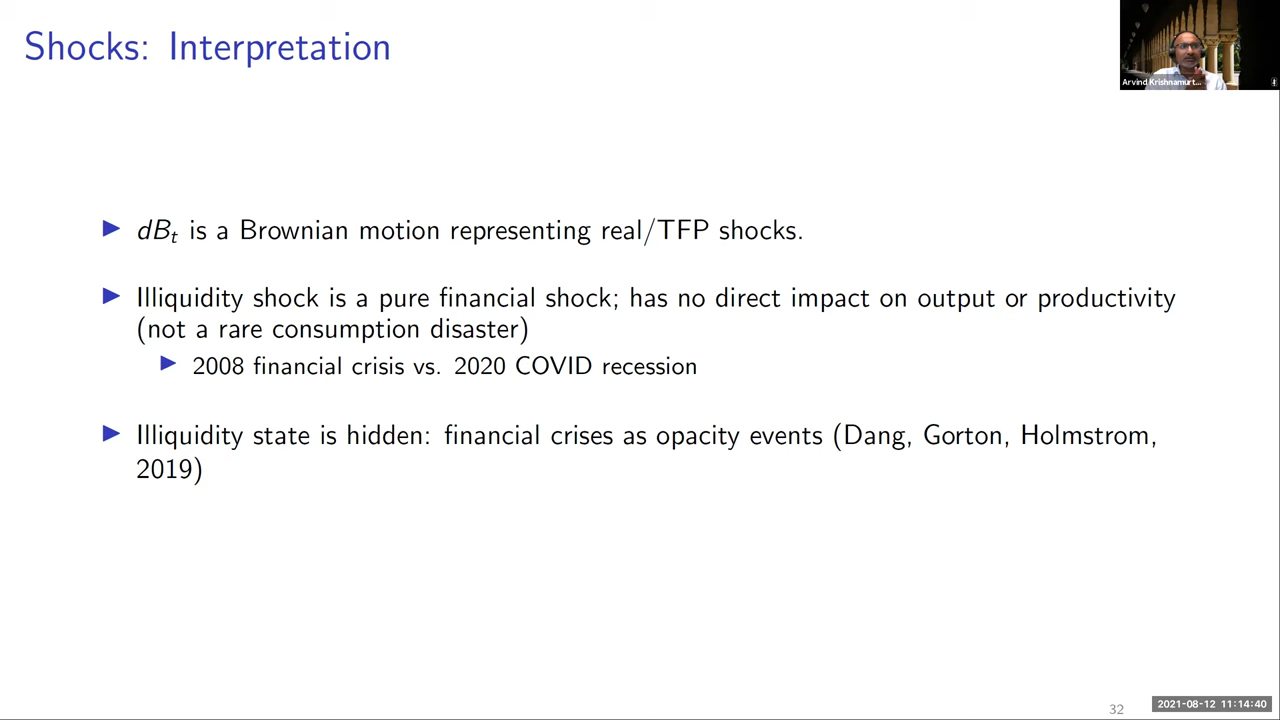 Shocks: Interpretation
Arvind Krishnamurt...
▶ dB_t is a Brownian motion representing real/TFP shocks.
▶ Illiquidity shock is a pure financial shock; has no direct impact on output or productivity
(not a rare consumption disaster)
▶ 2008 financial crisis vs. 2020 COVID recession
▶ Illiquidity state is hidden: financial crises as opacity events (Dang, Gorton, Holmstrom,
2019)
32
2021-08-12 11:14:40